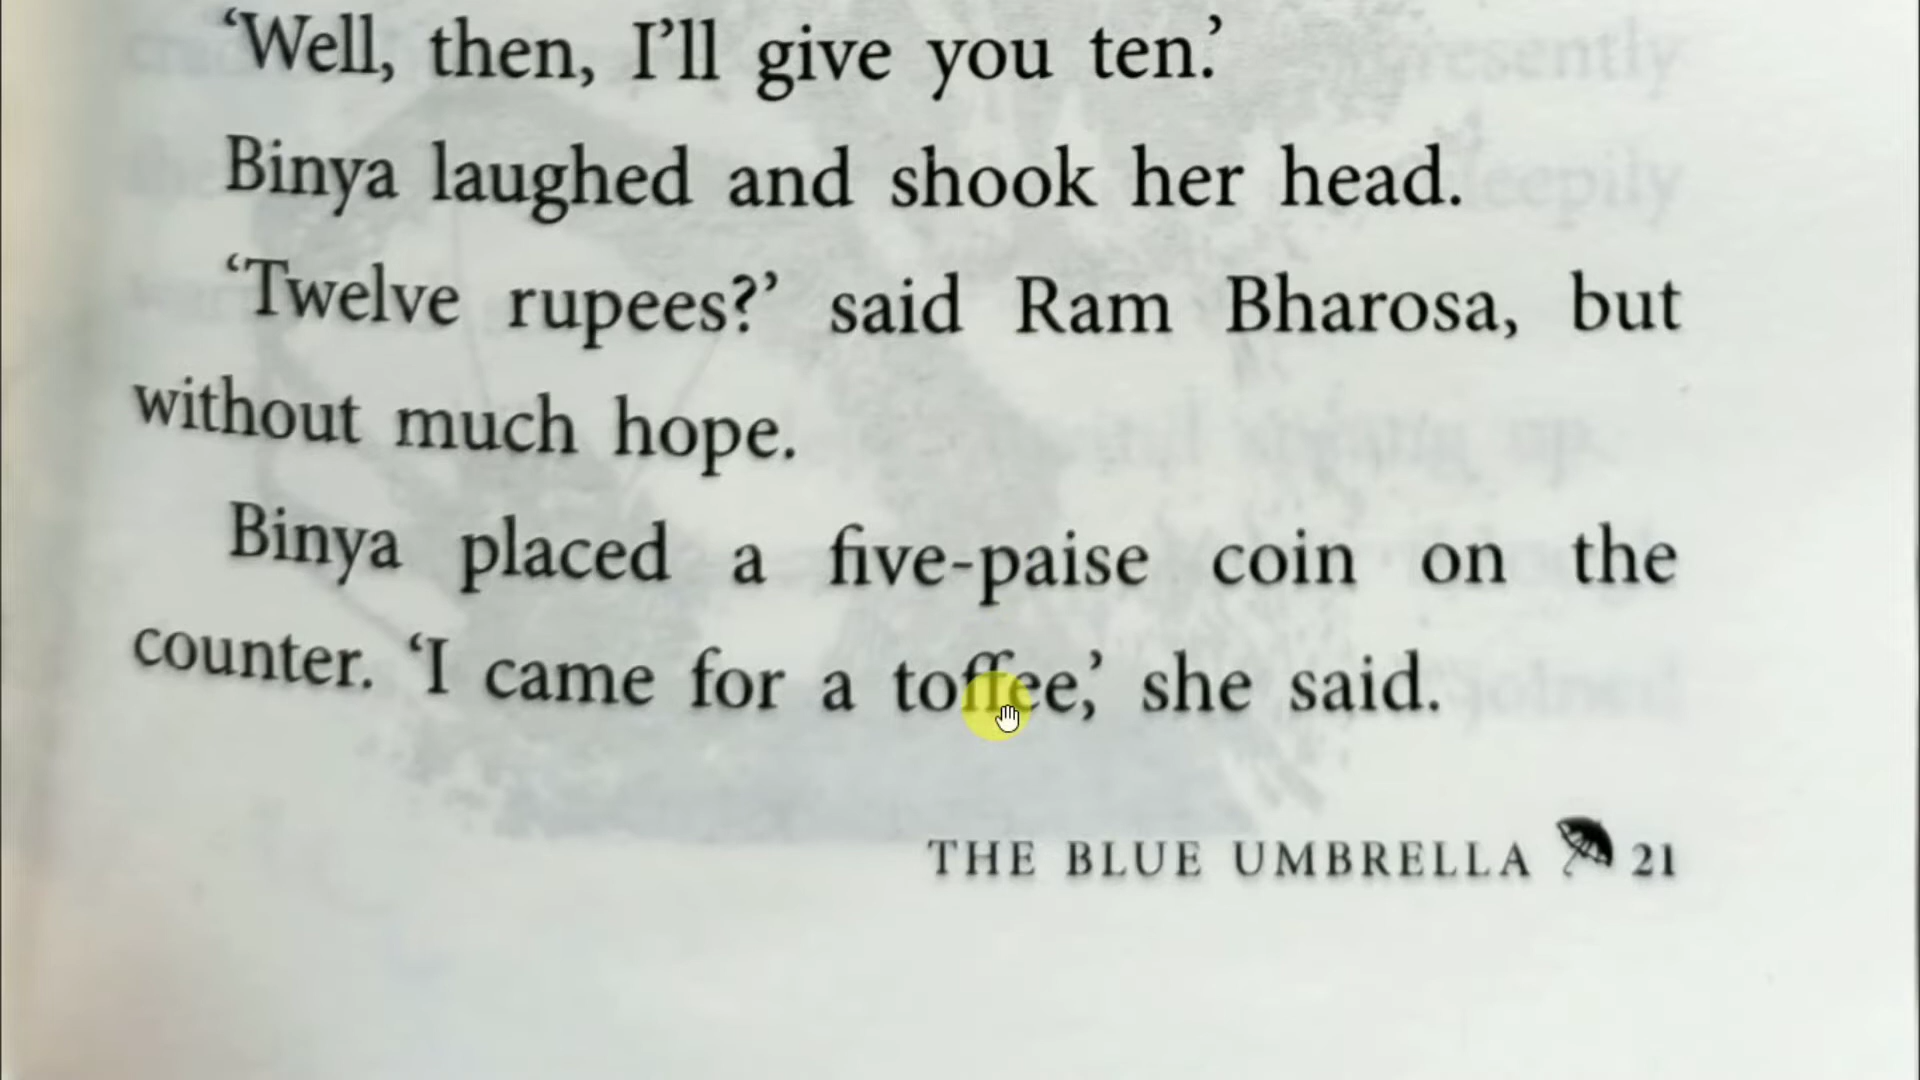 ‘Well, then, I’ll give you ten.’
Binya laughed and shook her head.
‘Twelve rupees?’ said Ram Bharosa, but
without much hope.
Binya placed a five-paise coin on the
counter. ‘I came for a toffee,’ she said.
THE BLUE UMBRELLA 21